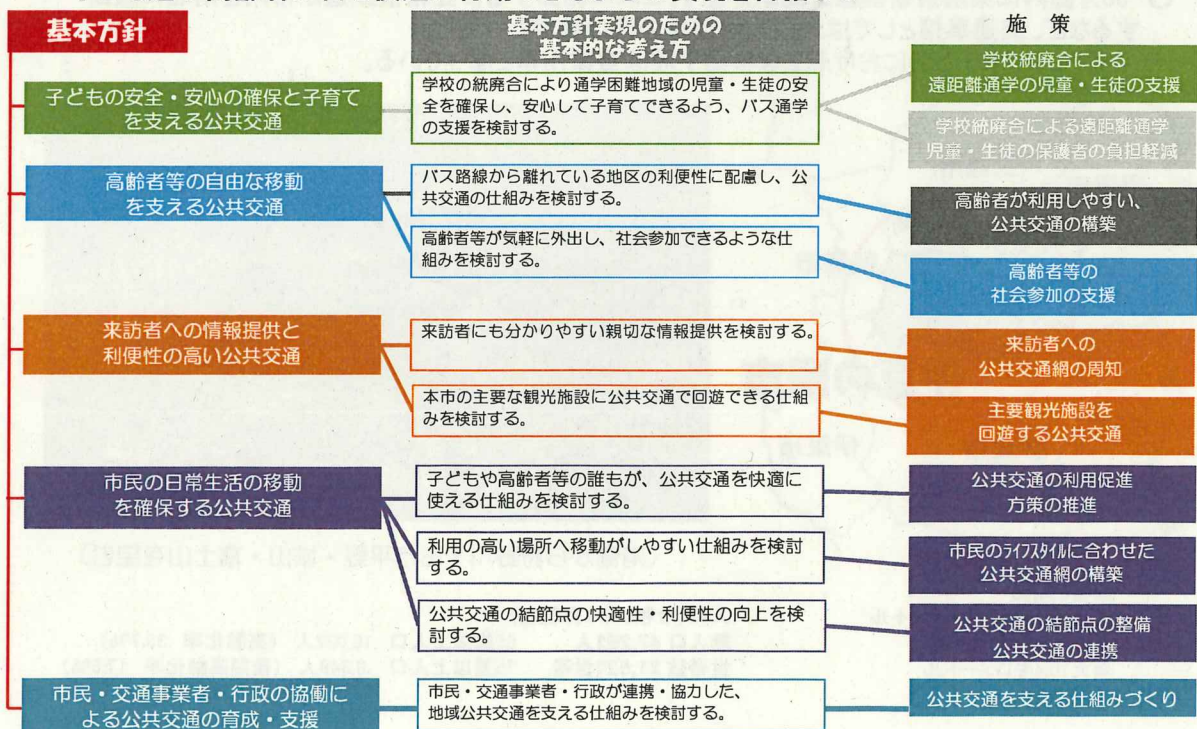 基本方針
基本方針実現のための
基本的な考え方
施 策
子どもの安全・安心の確保と子育て
を支える公共交通
学校の統廃合により通学困難地域の児童・生徒の安
全を確保し、安心して子育てできるよう、バス通学
の支援を検討する。
学校統廃合による
遠距離通学の児童・生徒の支援
学校統廃合による遠距離通学
児童・生徒の保護者の負担軽減
高齢者等の自由な移動
を支える公共交通
バス路線から離れている地区の利便性に配慮し、公
共交通の仕組みを検討する。
高齢者が利用しやすい、
公共交通の構築
高齢者等が気軽に外出し、社会参加できるような仕
組みを検討する。
高齢者等の
社会参加の支援
来訪者への情報提供と
利便性の高い公共交通
来訪者にも分かりやすい親切な情報提供を検討する。
来訪者への
公共交通網の周知
本市の主要な観光施設に公共交通で回遊できる仕組
みを検討する。
主要観光施設を
回遊する公共交通
市民の日常生活の移動
を確保する公共交通
子どもや高齢者等の誰もが、公共交通を快適に
使える仕組みを検討する。
公共交通の利用促進
方策の推進
利用の高い場所へ移動がしやすい仕組みを検討
する。
市民のライフスタイルに合わせた
公共交通網の構築
公共交通の結節点の快適性・利便性の向上を検
討する。
公共交通の結節点の整備
公共交通の連携
市民・交通事業者・行政の協働に
よる公共交通の育成・支援
市民・交通事業者・行政が連携・協力した、
地域公共交通を支える仕組みを検討する。
公共交通を支える仕組みづくり